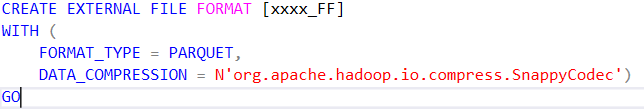 CREATE EXTERNAL FILE FORMAT [xxxx_FF]
WITH (
    FORMAT_TYPE = PARQUET,
    DATA_COMPRESSION = N'org.apache.hadoop.io.compress.SnappyCodec')
GO